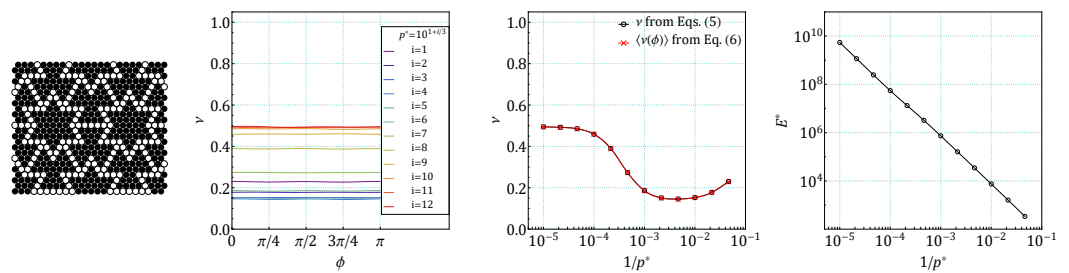 1.0
0.8
0.6
0.4
0.2
0.0
ν
0
π/4
π/2
3π/4
π
ϕ
p*=10^{1+i/3}
i=1
i=2
i=3
i=4
i=5
i=6
i=7
i=8
i=9
i=10
i=11
i=12
1.0
0.8
0.6
0.4
0.2
0.0
ν
ν from Eqs. (5)
⟨ν(ϕ)⟩ from Eq. (6)
10^{−5}
10^{−4}
10^{−3}
10^{−2}
10^{−1}
1/p*
10^{10}
10^{8}
10^{6}
10^{4}
E*
10^{−5}
10^{−4}
10^{−3}
10^{−2}
10^{−1}
1/p*